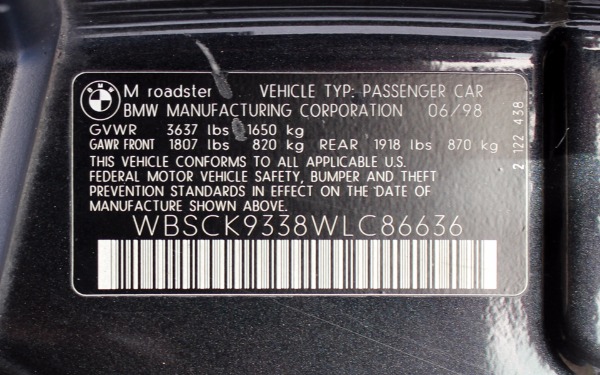 BMW
M roadster VEHICLE TYP: PASSENGER CAR
BMW MANUFACTURING CORPORATION 06/98
GVWR 3637 lbs 1650 kg
GAWR FRONT 1807 lbs 820 kg REAR 1918 lbs 870 kg
THIS VEHICLE CONFORMS TO ALL APPLICABLE U.S.
FEDERAL MOTOR VEHICLE SAFETY, BUMPER AND THEFT
PREVENTION STANDARDS IN EFFECT ON THE DATE OF
MANUFACTURE SHOWN ABOVE.
WBSCK9338WLC86636
2 122 438